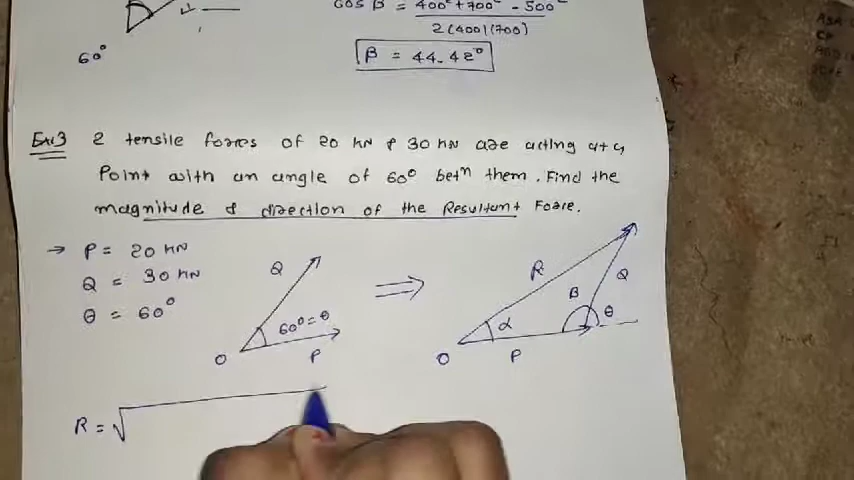 60°
cos β = 400² + 700² - 500²
2(400)(700)
β = 44.42°
Ex:3 2 tensile forces of 20 kN & 30 kN are acting at a
Point with an angle of 60° betn them. Find the
magnitude & direction of the Resultant Force.
→ P = 20 kN
Q = 30 kN
θ = 60°
Q
60° = θ
P
O
⇒
R
Q
B
θ
α
O
P
R = √